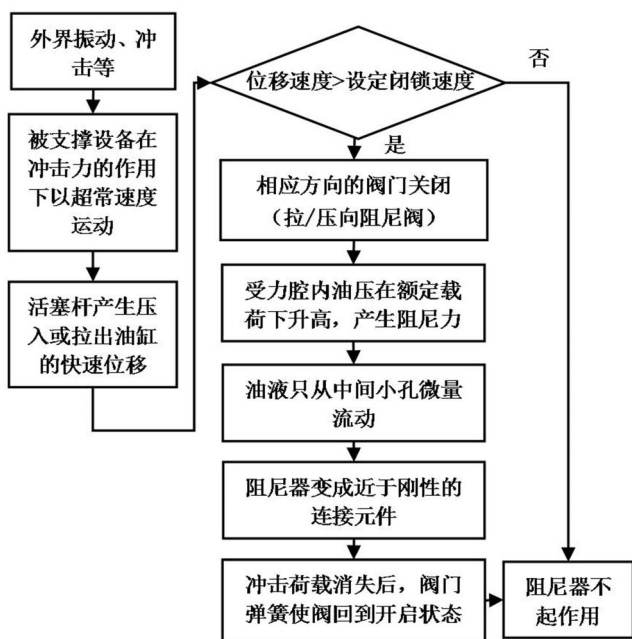 外界振动、冲
击等
被支撑设备在
冲击力的作用
下以超常速度
运动
活塞杆产生压
入或拉出油缸
的快速位移
位移速度>设定闭锁速度
否
是
相应方向的阀门关闭
（拉/压向阻尼阀）
受力腔内油压在额定载
荷下升高，产生阻尼力
油液只从中间小孔微量
流动
阻尼器变成近于刚性的
连接元件
冲击荷载消失后，阀门
弹簧使阀回到开启状态
阻尼器不
起作用